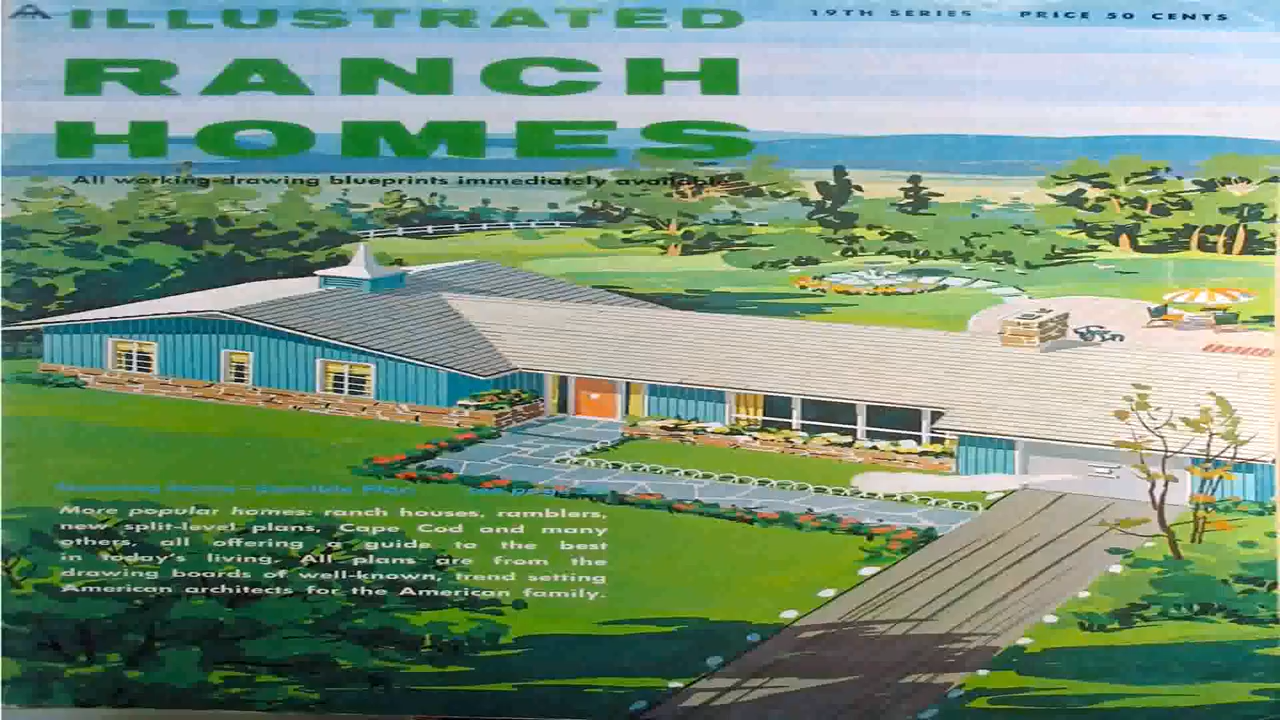 ILLUSTRATED
19TH SERIES PRICE 50 CENTS
RANCH
HOMES
All working drawing blueprints immediately available
More popular homes: ranch houses, ramblers,
new split-level plans, Cape Cod and many
others, all offering a guide to the best
in today's living. All plans are from the
drawing boards of well-known, trend setting
American architects for the American family.